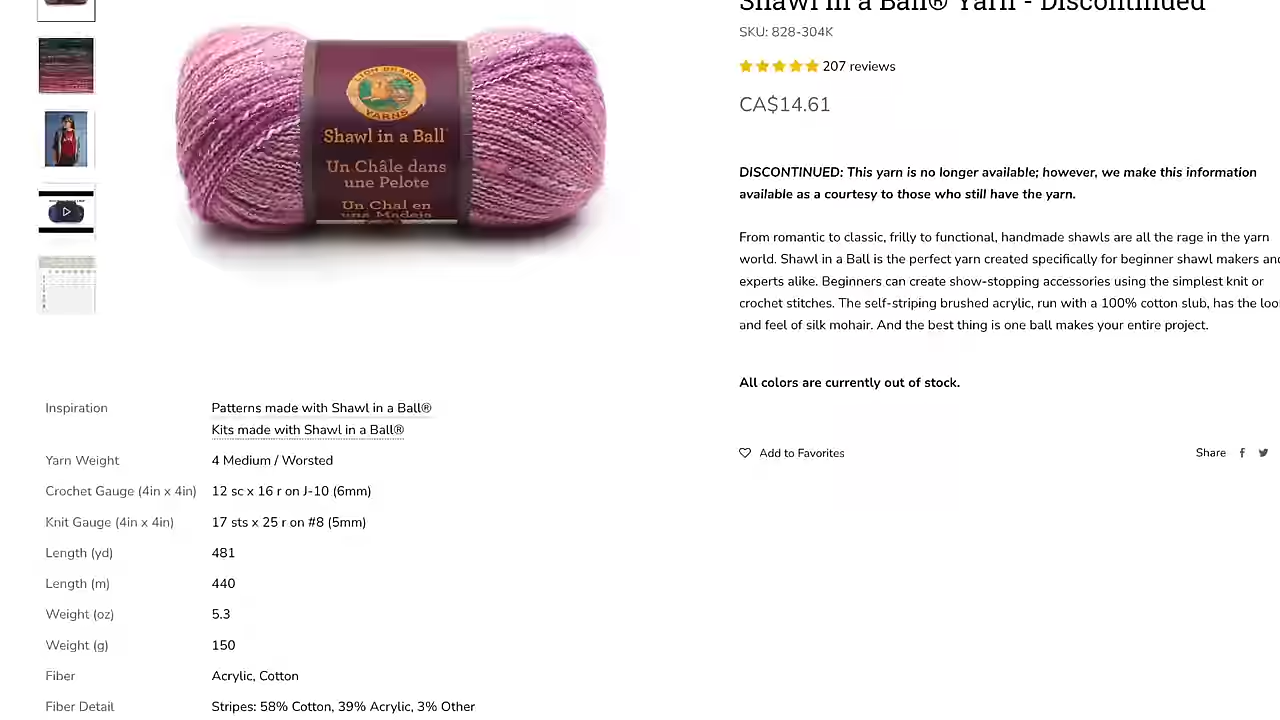 Shawl in a Ball® Yarn - Discontinued
SKU: 828-304K
207 reviews
CA$14.61
DISCONTINUED: This yarn is no longer available; however, we make this information
available as a courtesy to those who still have the yarn.
From romantic to classic, frilly to functional, handmade shawls are all the rage in the yarn
world. Shawl in a Ball is the perfect yarn created specifically for beginner shawl makers and
experts alike. Beginners can create show-stopping accessories using the simplest knit or
crochet stitches. The self-striping brushed acrylic, run with a 100% cotton slub, has the loo
and feel of silk mohair. And the best thing is one ball makes your entire project.
All colors are currently out of stock.
Add to Favorites
Share
LION BRAND
YARNS
Shawl in a Ball
Un Châle dans
une Pelote
Un Chal en
una Madeja
Inspiration
Patterns made with Shawl in a Ball®
Kits made with Shawl in a Ball®
Yarn Weight
4 Medium / Worsted
Crochet Gauge (4in x 4in)
12 sc x 16 r on J-10 (6mm)
Knit Gauge (4in x 4in)
17 sts x 25 r on #8 (5mm)
Length (yd)
481
Length (m)
440
Weight (oz)
5.3
Weight (g)
150
Fiber
Acrylic, Cotton
Fiber Detail
Stripes: 58% Cotton, 39% Acrylic, 3% Other